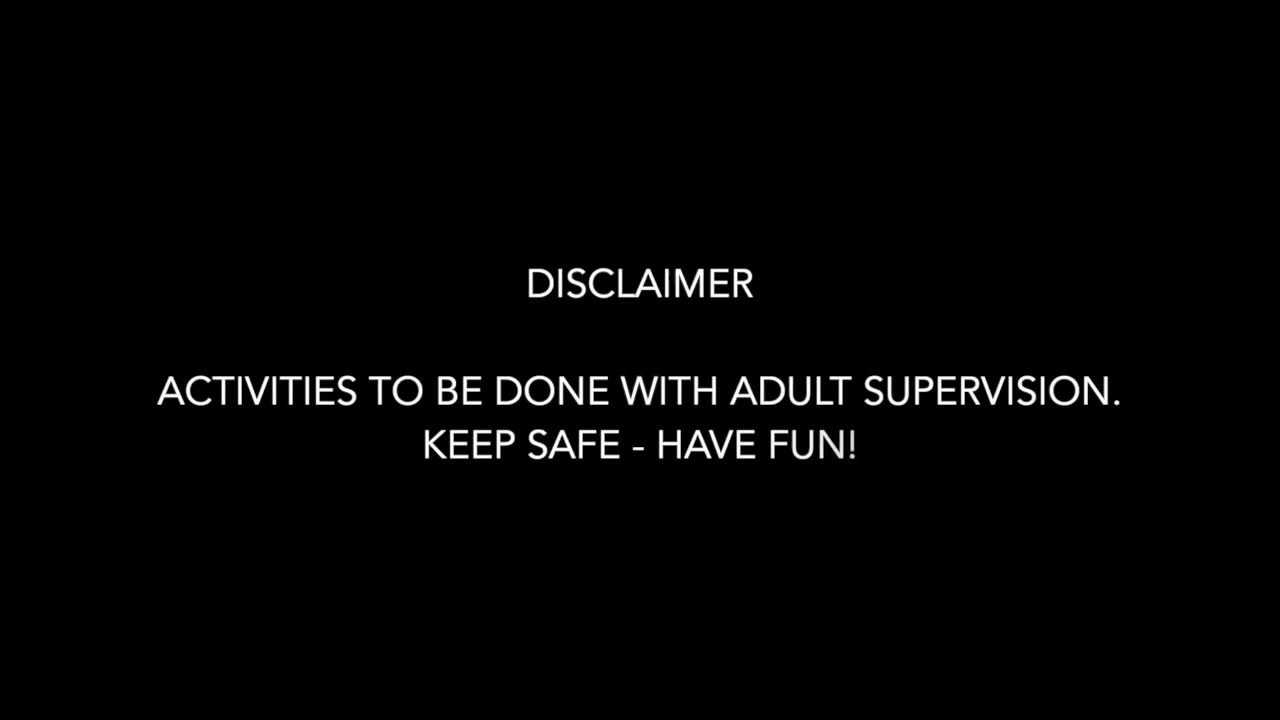 DISCLAIMER
ACTIVITIES TO BE DONE WITH ADULT SUPERVISION.
KEEP SAFE - HAVE FUN!